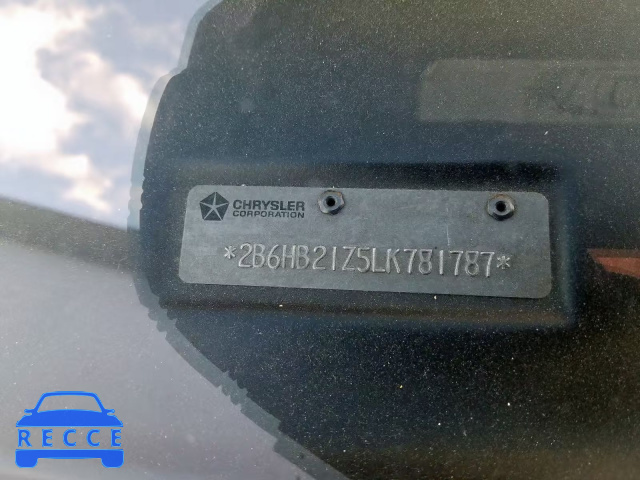 CHRYSLER
CORPORATION
*2B6HB21Z5LK781787*
RECCE